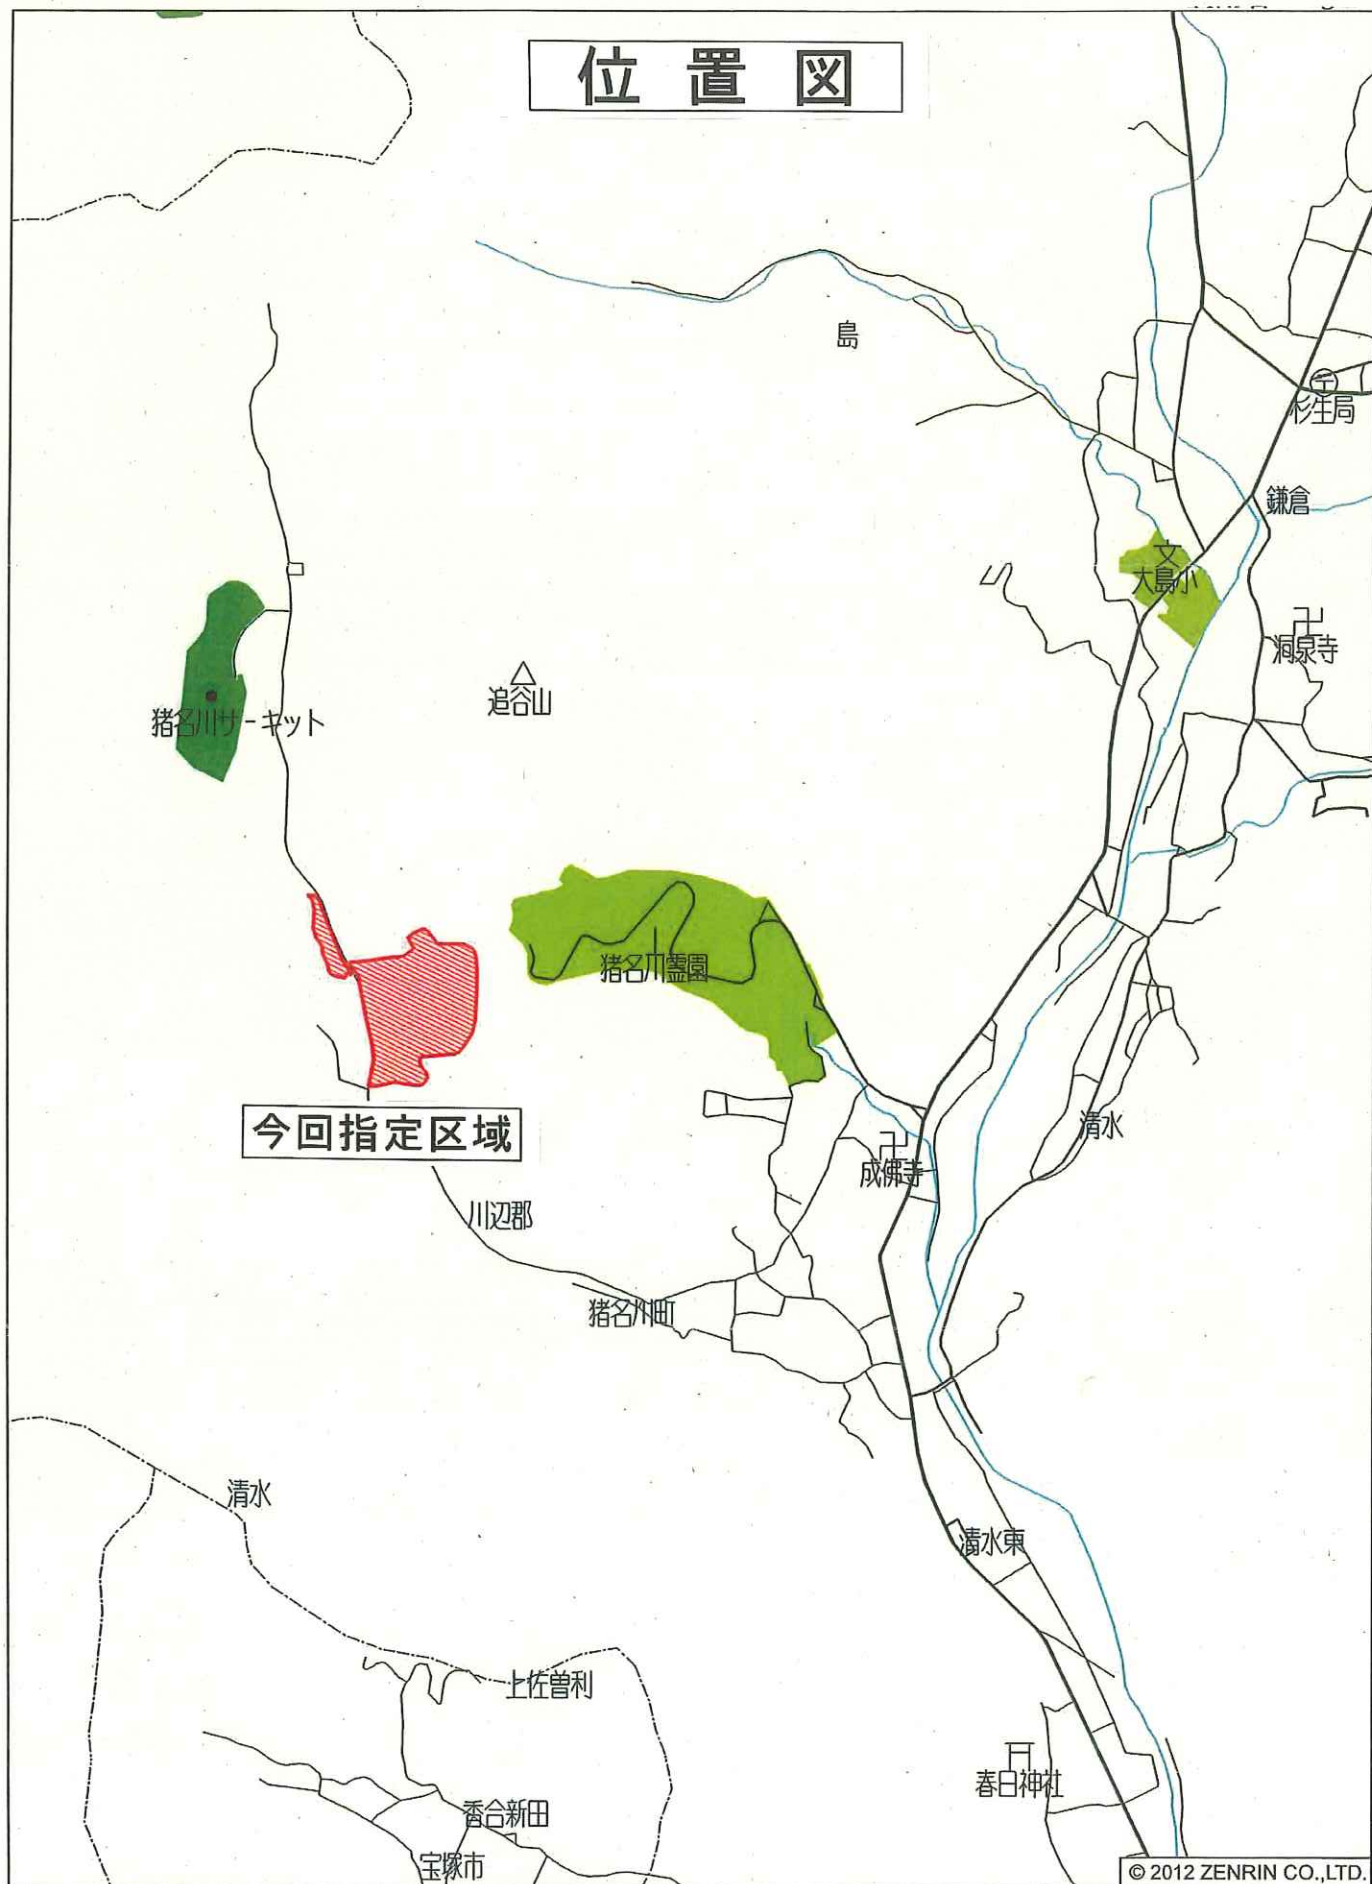 位置図
島
杉生局
鎌倉
文
大島小
卍
洞泉寺
追谷山
猪名川サーキット
猪名川霊園
今回指定区域
清水
卍
成佛寺
川辺郡
猪名川町
清水
清水東
上佐曽利
春日神社
香合新田
宝塚市
© 2012 ZENRIN CO.,LTD.